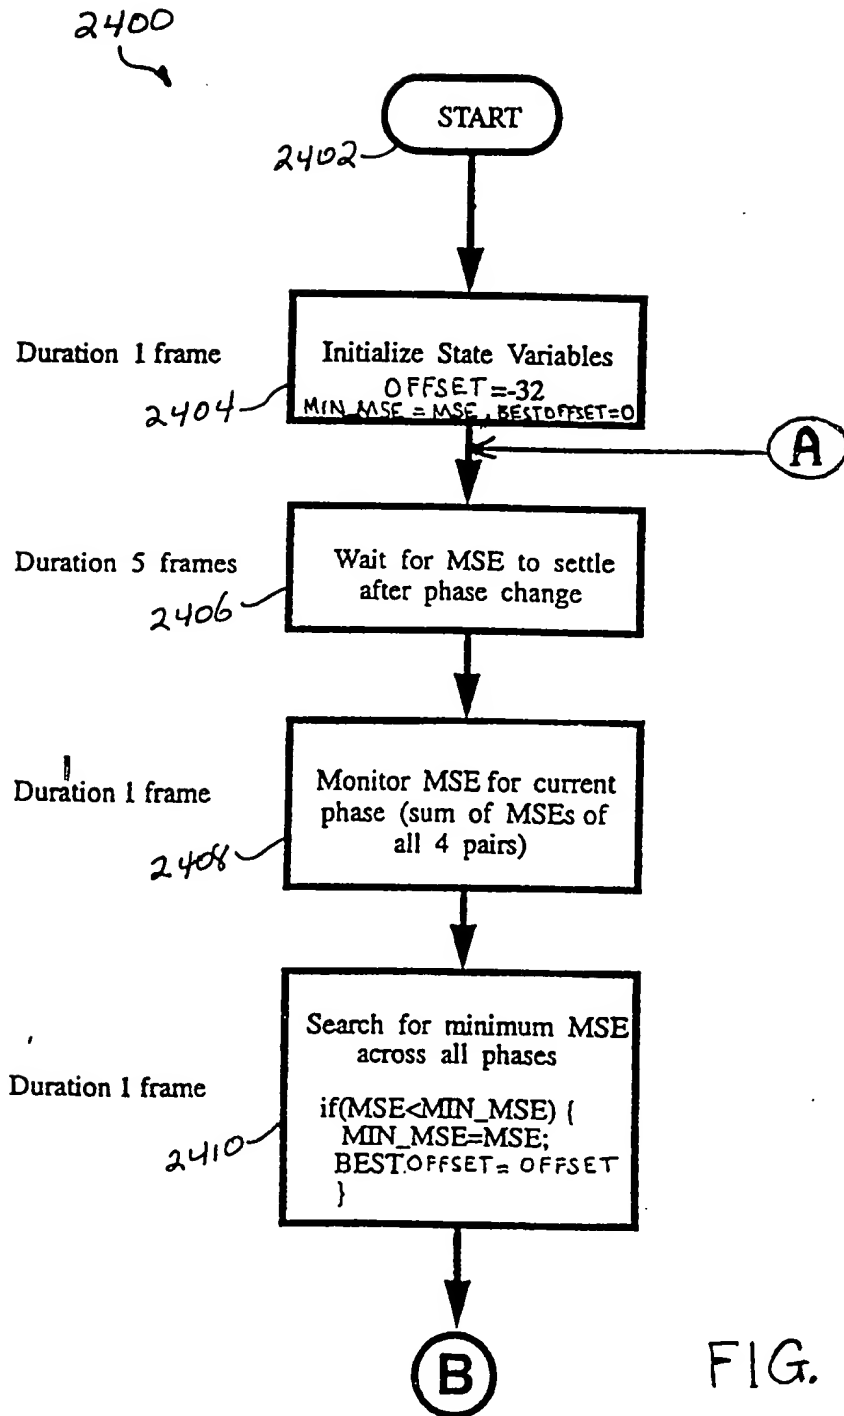 2400
START
2402
Duration 1 frame
Initialize State Variables
OFFSET=-32
MIN_MSE = MSE, BESTOFFSET=0
2404
A
Duration 5 frames
Wait for MSE to settle
after phase change
2406
Duration 1 frame
Monitor MSE for current
phase (sum of MSEs of
all 4 pairs)
2408
Search for minimum MSE
across all phases
Duration 1 frame
if(MSE<MIN_MSE) {
MIN_MSE=MSE;
BEST.OFFSET= OFFSET
}
2410
B
FIG.